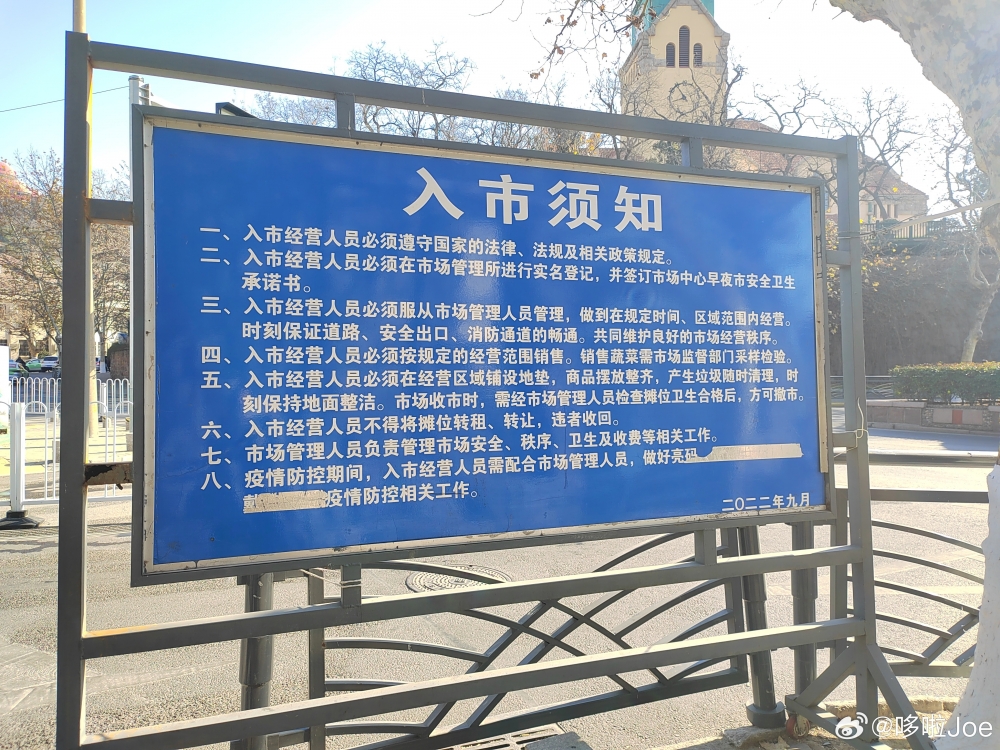 入市须知
一、入市经营人员必须遵守国家的法律、法规及相关政策规定。
二、入市经营人员必须在市场管理所进行实名登记，并签订市场中心早夜市安全卫生
承诺书。
三、入市经营人员必须服从市场管理人员管理，做到在规定时间、区域范围内经营。
时刻保证道路、安全出口、消防通道的畅通。共同维护良好的市场经营秩序。
四、入市经营人员必须按规定的经营范围销售。销售蔬菜需市场监督部门采样检验。
五、入市经营人员必须在经营区域铺设地垫，商品摆放整齐，产生垃圾随时清理，时
刻保持地面整洁。市场收市时，需经市场管理人员检查摊位卫生合格后，方可撤市。
六、入市经营人员不得将摊位转租、转让，违者收回。
七、市场管理人员负责管理市场安全、秩序、卫生及收费等相关工作。
八、疫情防控期间，入市经营人员需配合市场管理人员，做好亮码
疫情防控相关工作。
二〇二二年九月
@哆啦Joe